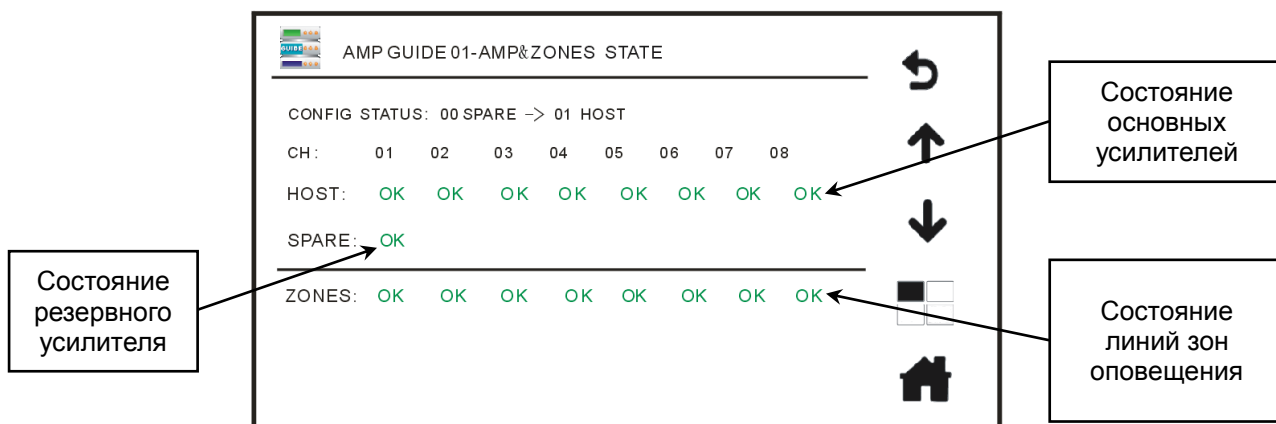 GUIDE
AMP GUIDE 01-AMP&ZONES STATE
CONFIG STATUS: 00 SPARE -> 01 HOST
CH: 01 02 03 04 05 06 07 08
HOST: OK OK OK OK OK OK OK OK
SPARE: OK
ZONES: OK OK OK OK OK OK OK OK
Состояние
основных
усилителей
Состояние
резервного
усилителя
Состояние
линий зон
оповещения